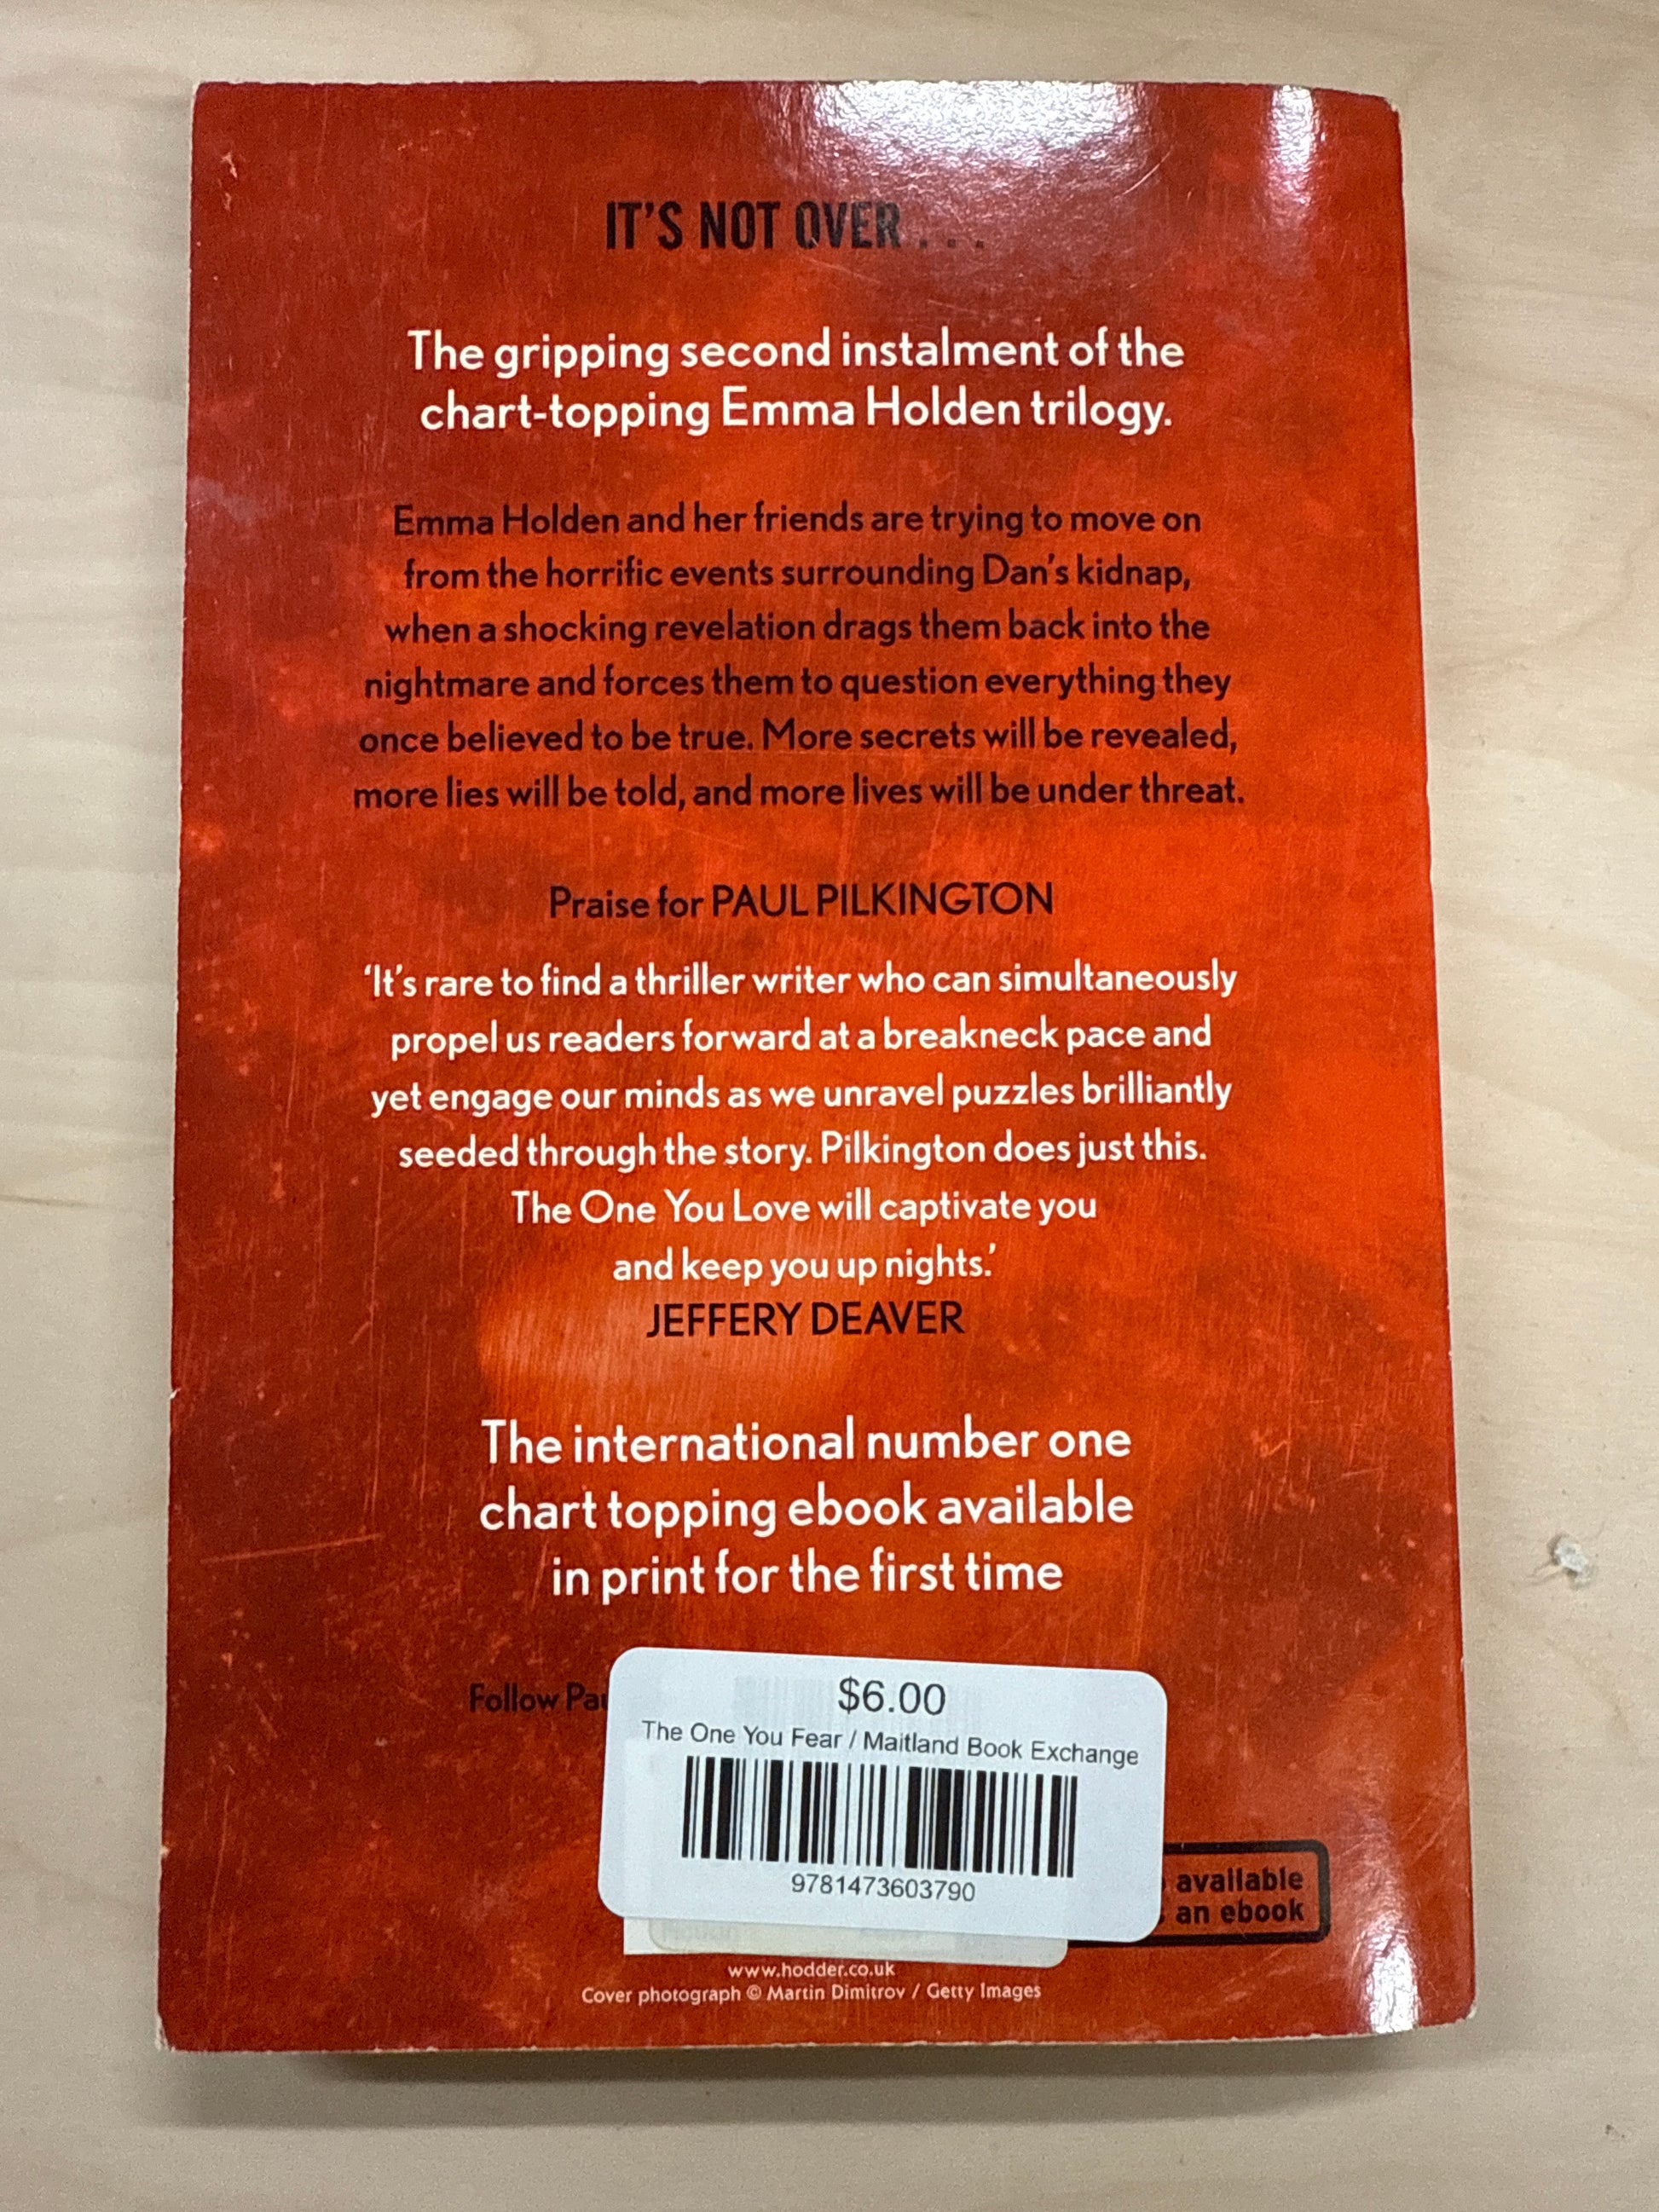 IT'S NOT OVER . . .
The gripping second instalment of the
chart-topping Emma Holden trilogy.
Emma Holden and her friends are trying to move on
from the horrific events surrounding Dan's kidnap,
when a shocking revelation drags them back into the
nightmare and forces them to question everything they
once believed to be true. More secrets will be revealed,
more lies will be told, and more lives will be under threat.
Praise for PAUL PILKINGTON
'It's rare to find a thriller writer who can simultaneously
propel us readers forward at a breakneck pace and
yet engage our minds as we unravel puzzles brilliantly
seeded through the story. Pilkington does just this.
The One You Love will captivate you
and keep you up nights.'
JEFFERY DEAVER
The international number one
chart topping ebook available
in print for the first time
Follow
$6.00
The One You Fear / Maitland Book Exchange
9781473603790
available
an ebook
www.hodder.co.uk
Cover photograph © Martin Dimitrov / Getty Images